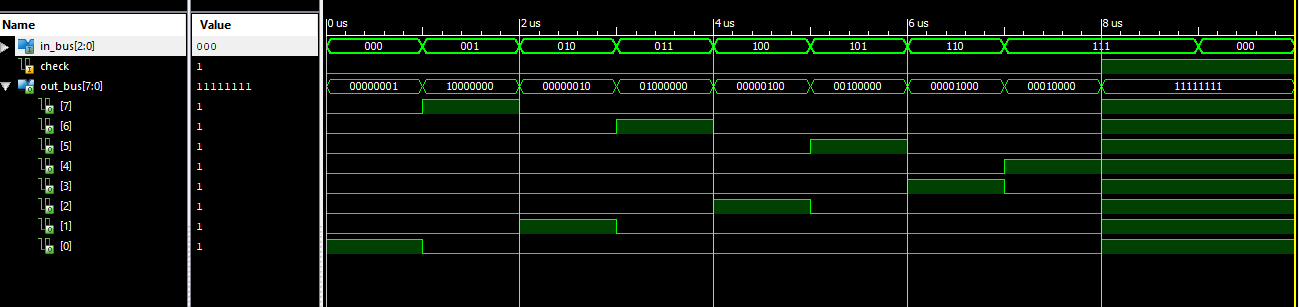 Name Value 0 us 2 us 4 us 6 us 8 us
in_bus[2:0] 000 000 001 010 011 100 101 110 111 000
check 1
out_bus[7:0] 11111111 00000001 10000000 00000010 01000000 00000100 00100000 00001000 00010000 11111111
[7] 1
[6] 1
[5] 1
[4] 1
[3] 1
[2] 1
[1] 1
[0] 1